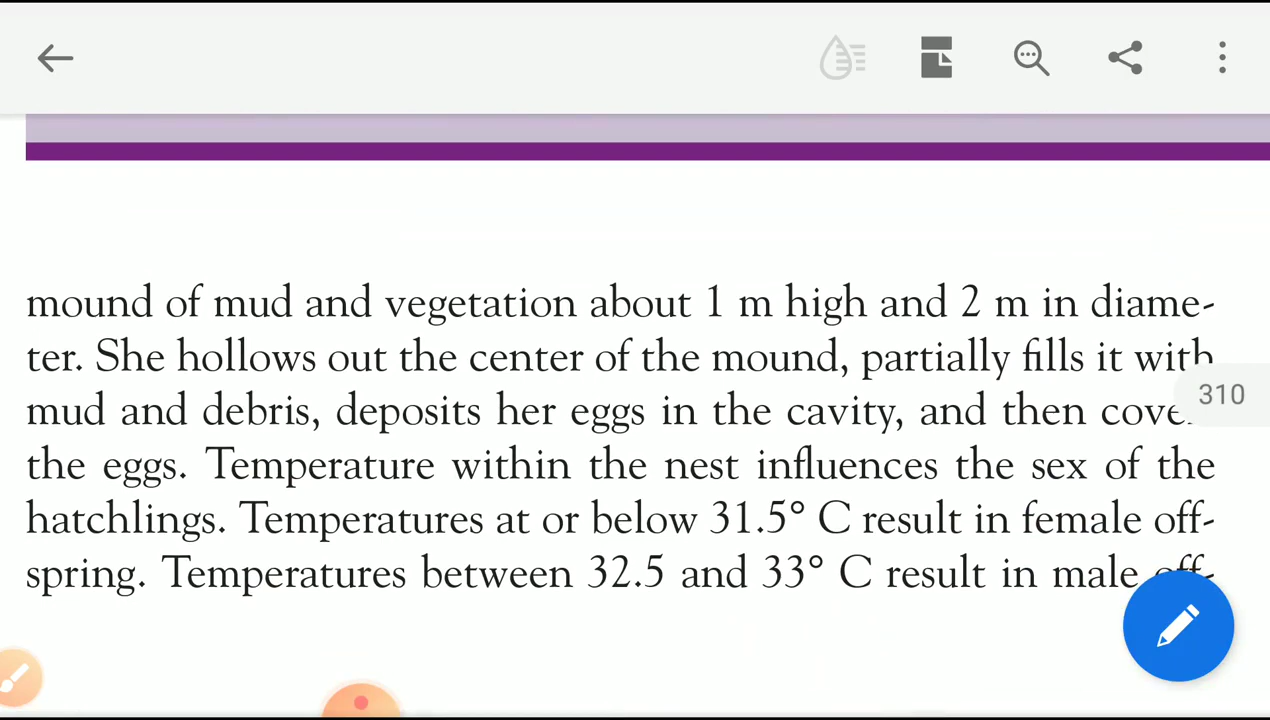 mound of mud and vegetation about 1 m high and 2 m in diame-
ter. She hollows out the center of the mound, partially fills it with
310
mud and debris, deposits her eggs in the cavity, and then cove
the eggs. Temperature within the nest influences the sex of the
hatchlings. Temperatures at or below 31.5° C result in female off-
spring. Temperatures between 32.5 and 33° C result in male off-